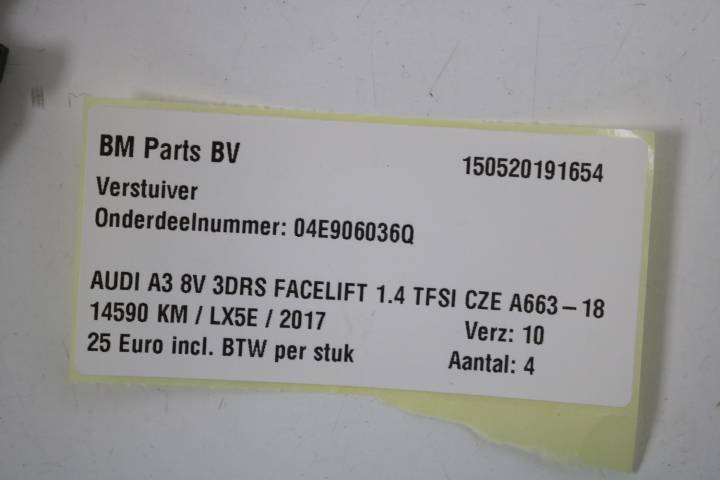 BM Parts BV
150520191654
Verstuiver
Onderdeelnummer: 04E906036Q
AUDI A3 8V 3DRS FACELIFT 1.4 TFSI CZE A663-18
14590 KM / LX5E / 2017
Verz: 10
25 Euro incl. BTW per stuk
Aantal: 4